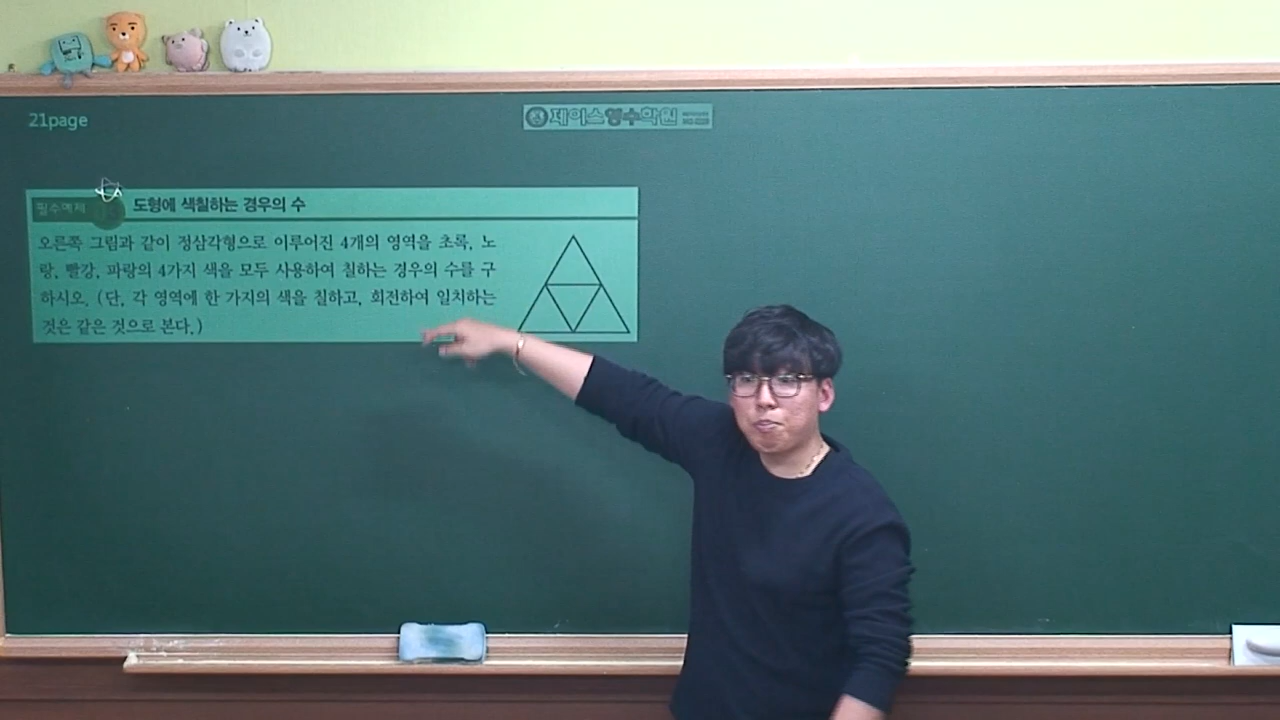 21page
제이스영수학원
필수예제
도형에 색칠하는 경우의 수
오른쪽 그림과 같이 정삼각형으로 이루어진 4개의 영역을 초록, 노
랑, 빨강, 파랑의 4가지 색을 모두 사용하여 칠하는 경우의 수를 구
하시오. (단, 각 영역에 한 가지의 색을 칠하고, 회전하여 일치하는
것은 같은 것으로 본다.)